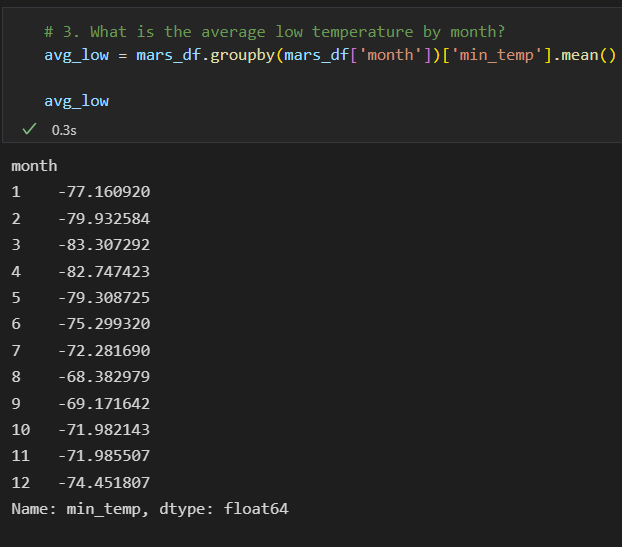 # 3. What is the average low temperature by month?
avg_low = mars_df.groupby(mars_df['month'])['min_temp'].mean()
avg_low
0.3s
month
1 -77.160920
2 -79.932584
3 -83.307292
4 -82.747423
5 -79.308725
6 -75.299320
7 -72.281690
8 -68.382979
9 -69.171642
10 -71.982143
11 -71.985507
12 -74.451807
Name: min_temp, dtype: float64